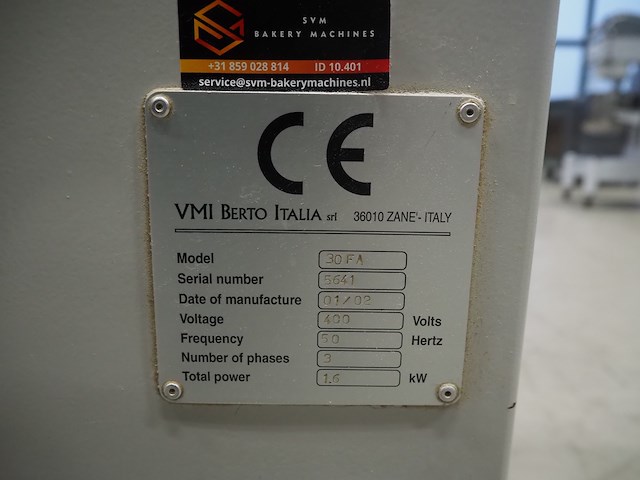 SVM
BAKERY MACHINES
+31 859 028 814 ID 10.401
service@svm-bakerymachines.nl
CE
VMI BERTO ITALIA srl 36010 ZANE'- ITALY
Model 30FA
Serial number 5641
Date of manufacture 01/02
Voltage 400 Volts
Frequency 50 Hertz
Number of phases 3
Total power 1.6 kW